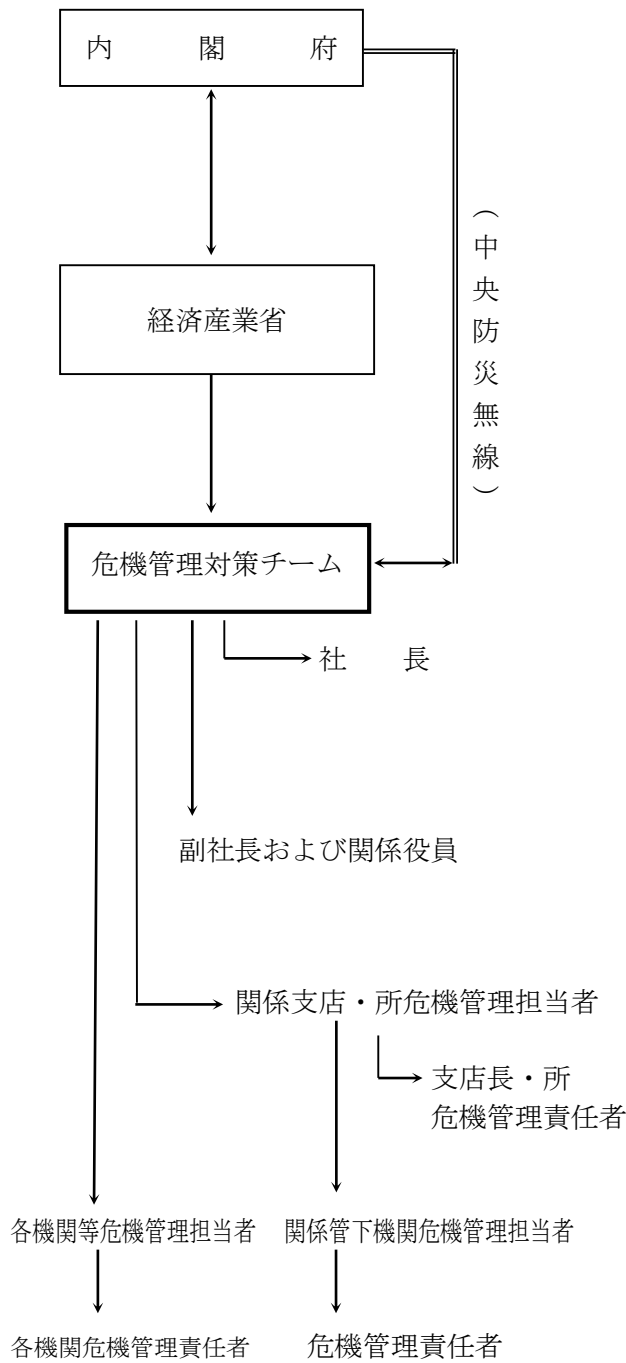 内　　閣　　府
（中央防災無線）
経済産業省
危機管理対策チーム
社　　長
副社長および関係役員
関係支店・所危機管理担当者
支店長・所
危機管理責任者
各機関等危機管理担当者
関係管下機関危機管理担当者
各機関危機管理責任者
危機管理責任者